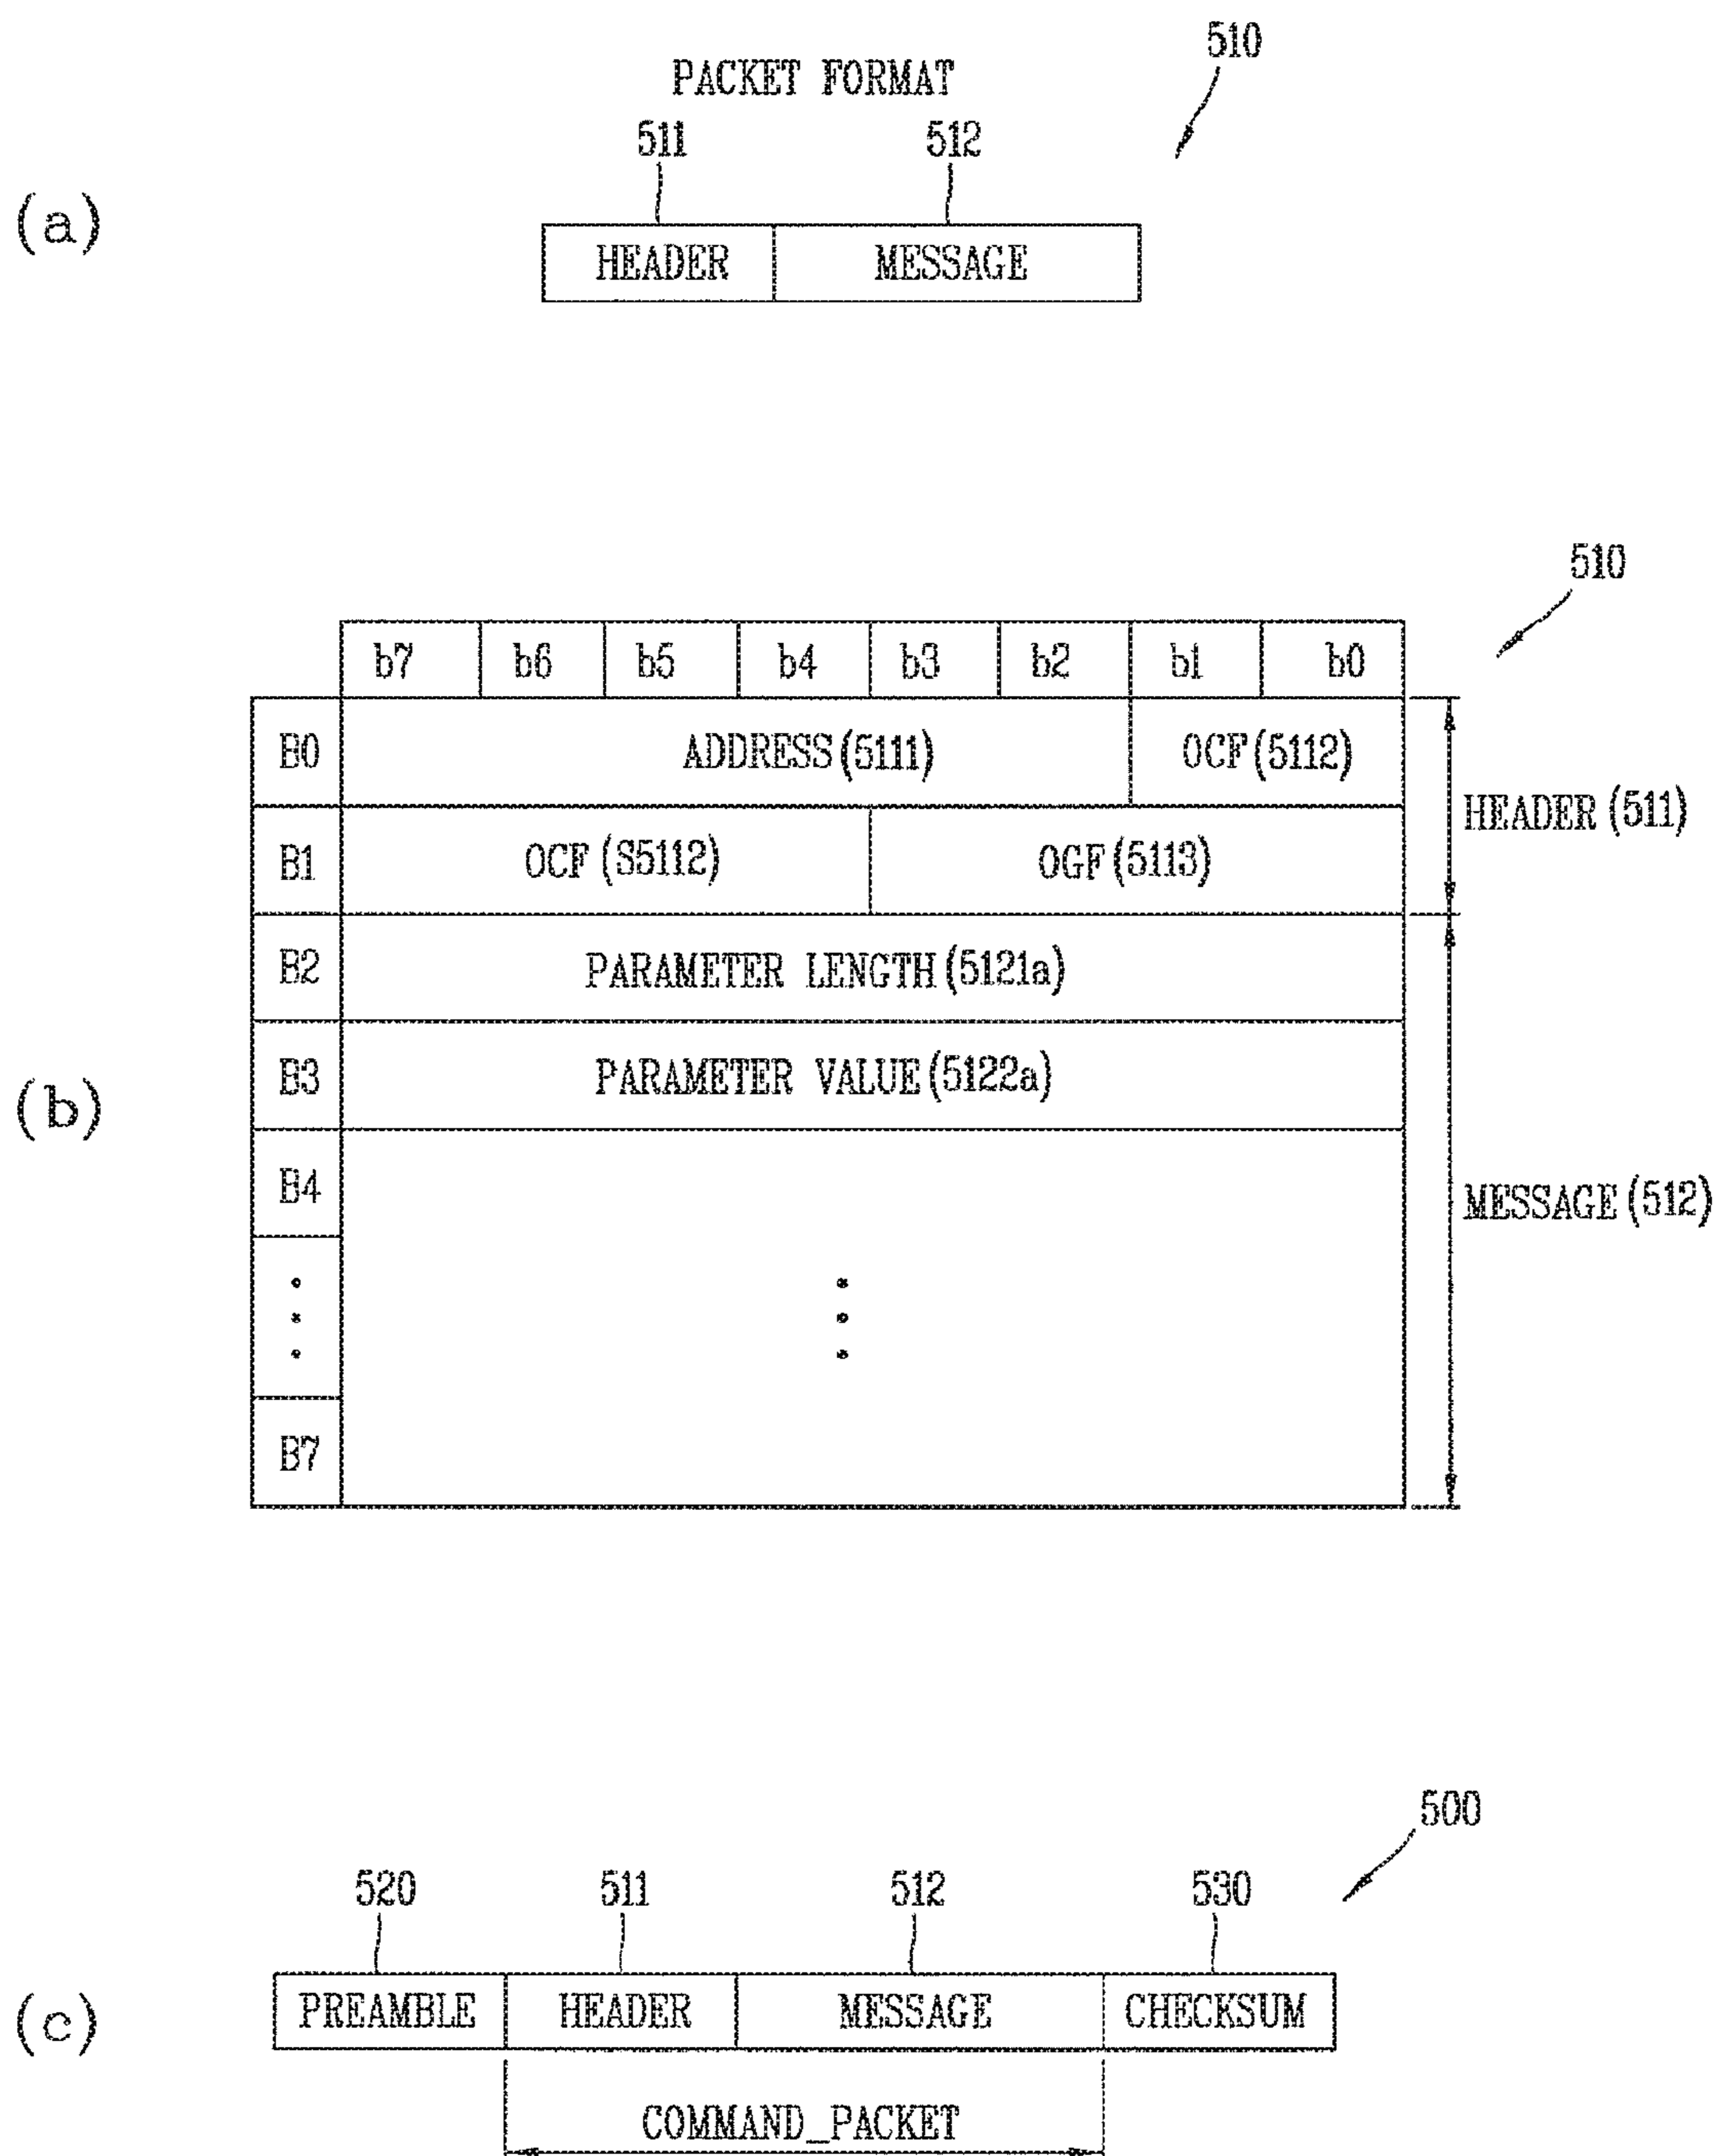 510
PACKET FORMAT
511 512
(a)
HEADER MESSAGE
510
b7 b6 b5 b4 b3 b2 b1 b0
B0 ADDRESS(5111) OCF(5112)
HEADER(511)
B1 OCF(S5112) OGF(5113)
B2 PARAMETER LENGTH(5121a)
B3 PARAMETER VALUE(5122a)
(b)
B4
MESSAGE(512)
B7
500
520 511 512 530
(c)
PREAMBLE HEADER MESSAGE CHECKSUM
COMMAND_PACKET